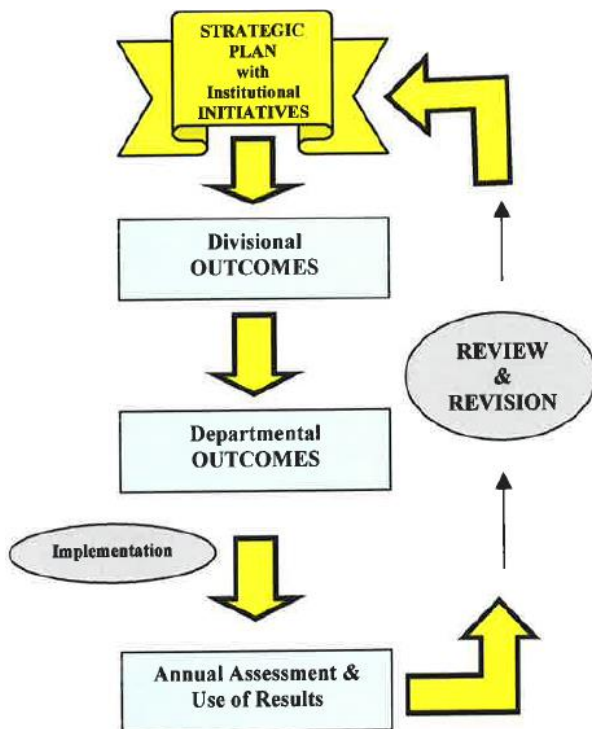 STRATEGIC
PLAN
with
Institutional
INITIATIVES
Divisional
OUTCOMES
Departmental
OUTCOMES
Implementation
Annual Assessment &
Use of Results
REVIEW
&
REVISION